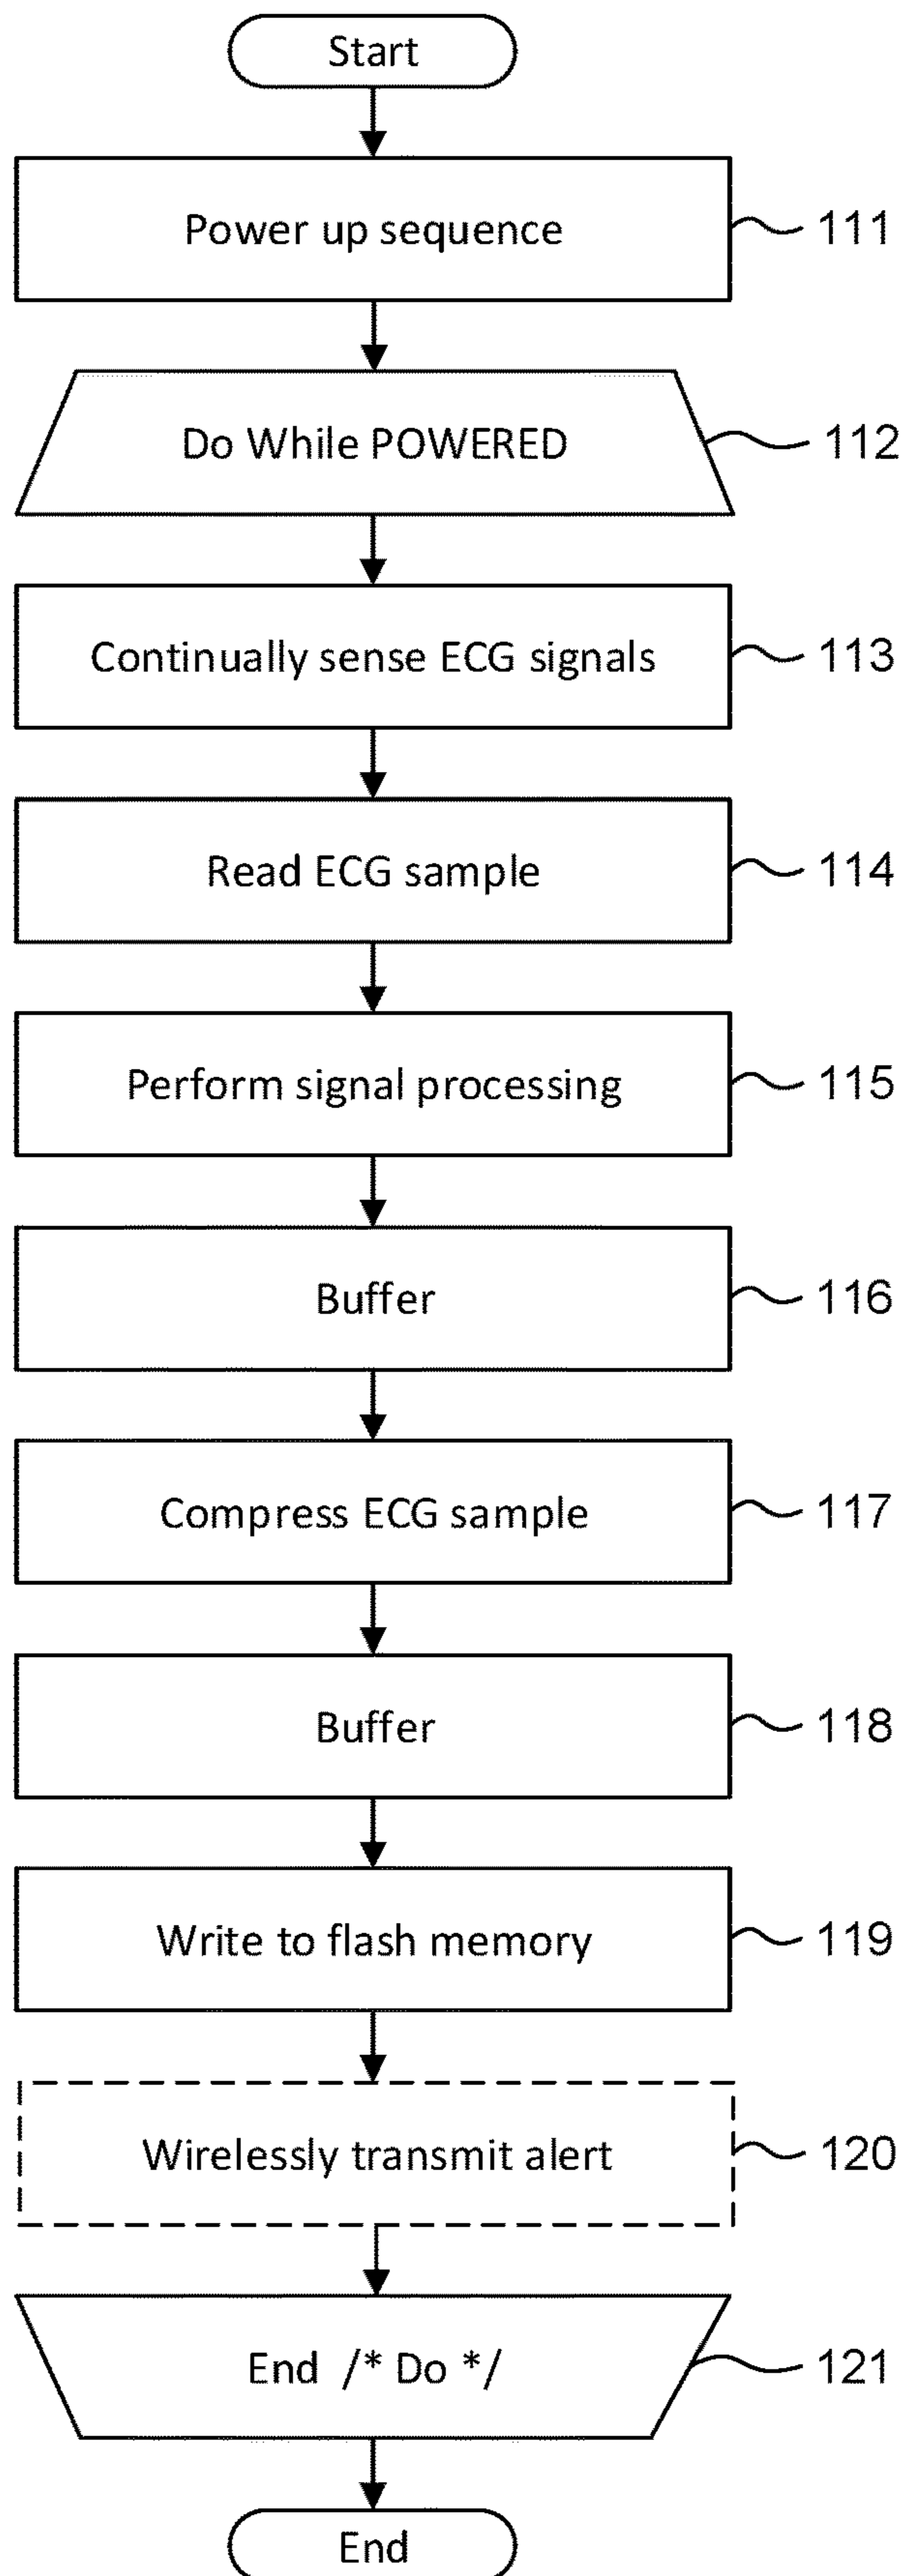 Start
Power up sequence
111
Do While POWERED
112
Continually sense ECG signals
113
Read ECG sample
114
Perform signal processing
115
Buffer
116
Compress ECG sample
117
Buffer
118
Write to flash memory
119
Wirelessly transmit alert
120
End /* Do */
121
End